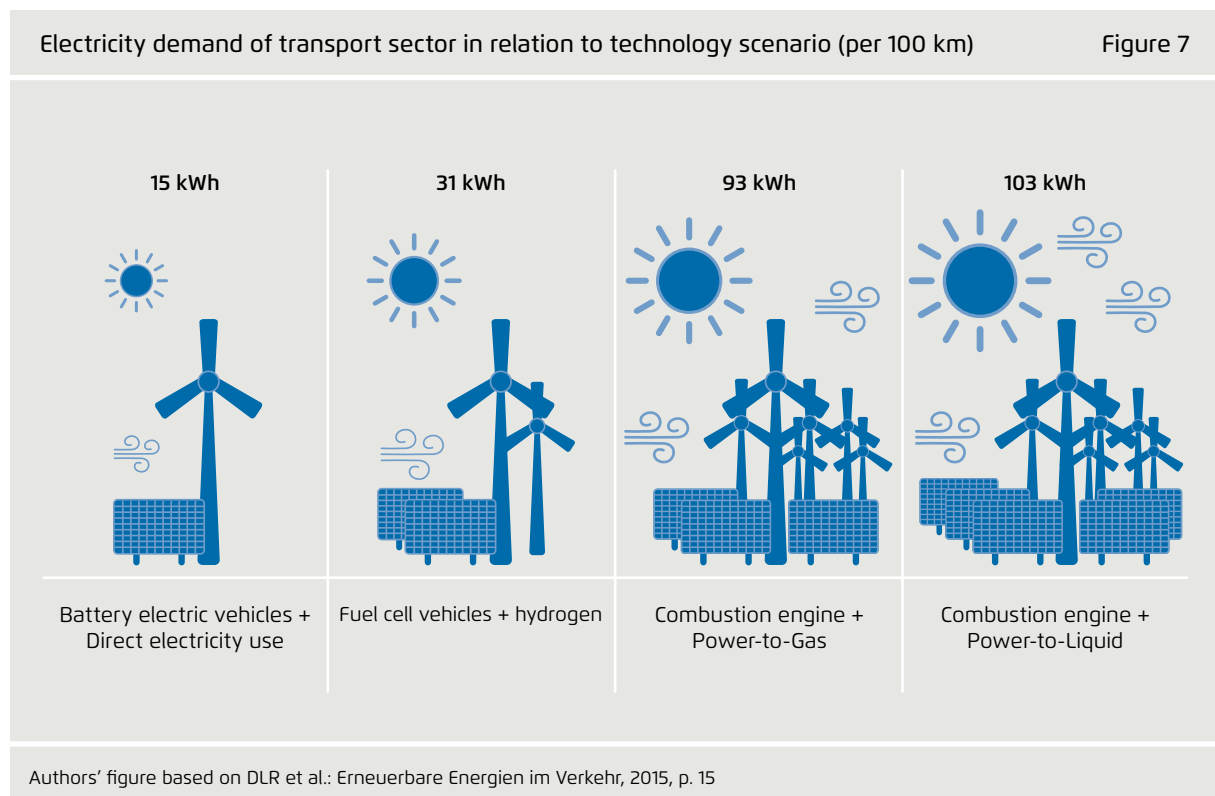 Electricity demand of transport sector in relation to technology scenario (per 100 km)
Figure 7
15 kWh
31 kWh
93 kWh
103 kWh
Battery electric vehicles +
Direct electricity use
Fuel cell vehicles + hydrogen
Combustion engine +
Power-to-Gas
Combustion engine +
Power-to-Liquid
Authors' figure based on DLR et al.: Erneuerbare Energien im Verkehr, 2015, p. 15